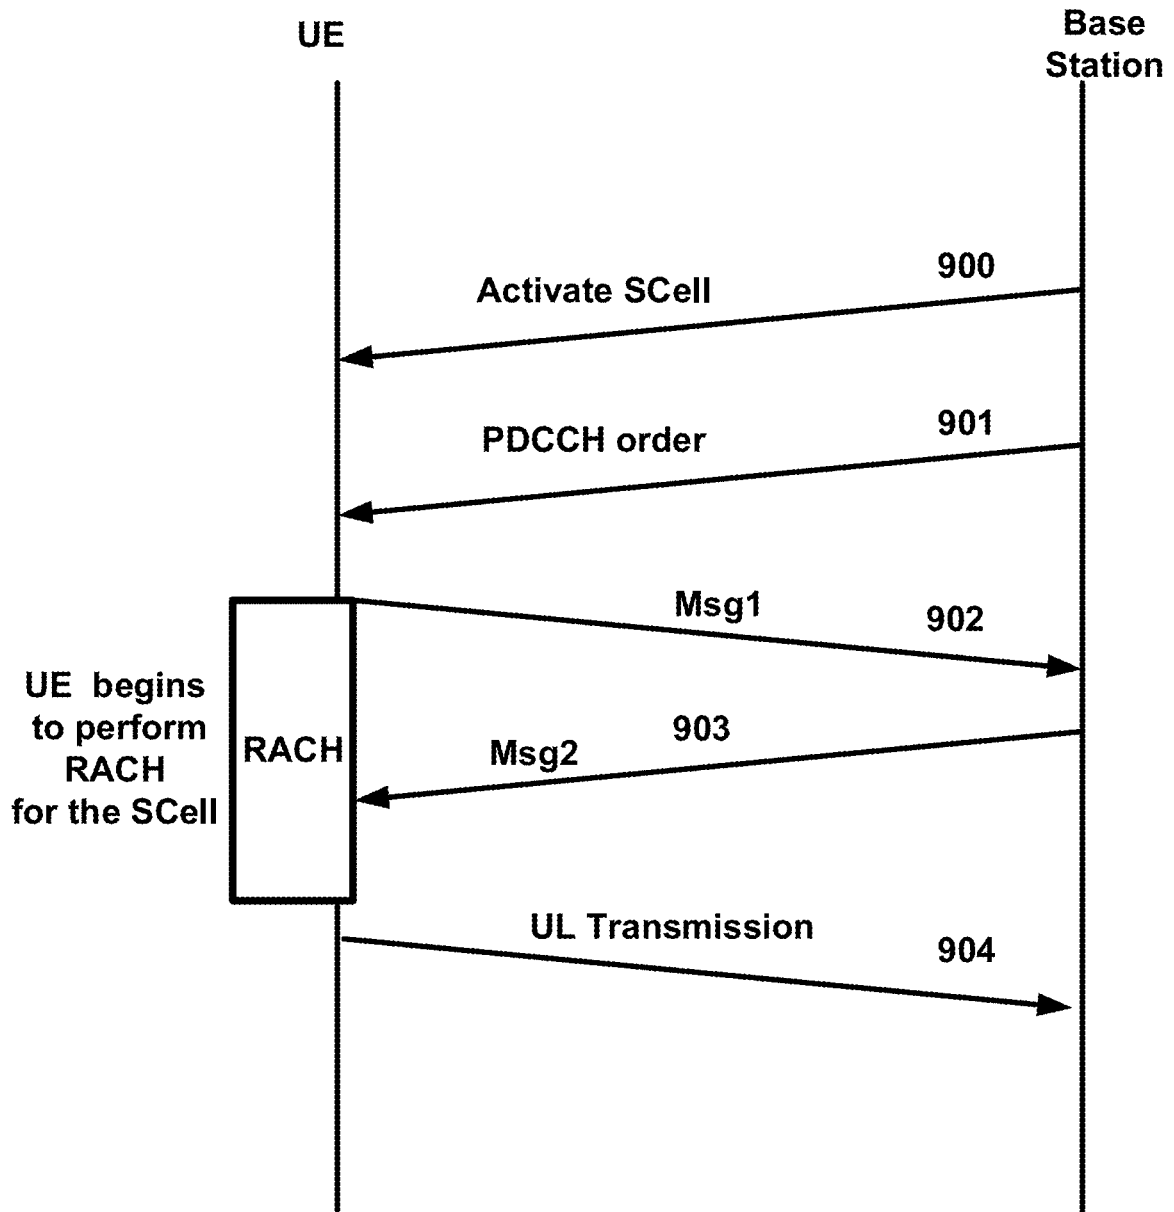 UE
Base
Station
900
Activate SCell
901
PDCCH order
Msg1
902
UE begins
to perform
RACH
for the SCell
RACH
903
Msg2
UL Transmission
904